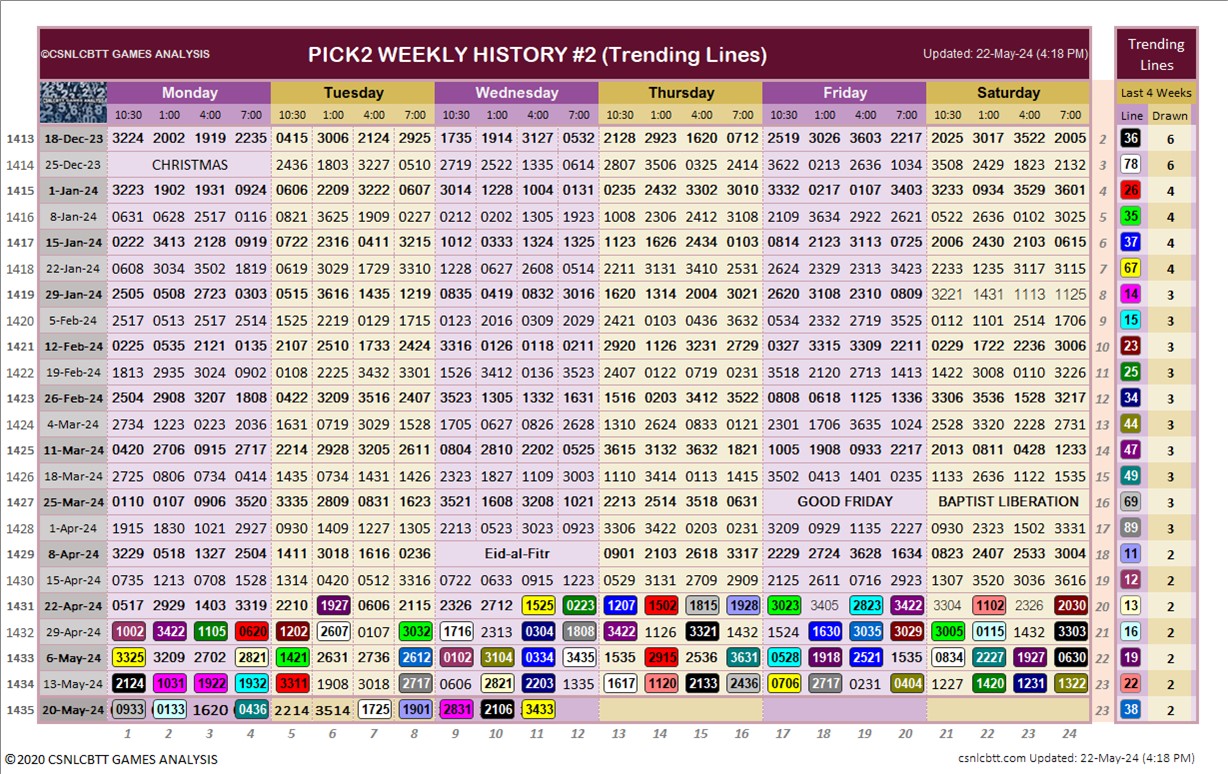 ©CSNLCBTT GAMES ANALYSIS PICK2 WEEKLY HISTORY #2 (Trending Lines) Updated: 22-May-24 (4:18 PM) Trending Lines
Monday Tuesday Wednesday Thursday Friday Saturday Last 4 Weeks
10:30 1:00 4:00 7:00 10:30 1:00 4:00 7:00 10:30 1:00 4:00 7:00 10:30 1:00 4:00 7:00 10:30 1:00 4:00 7:00 10:30 1:00 4:00 7:00 Line Drawn
1413 18-Dec-23 3224 2002 1919 2235 0415 3006 2124 2925 1735 1914 3127 0532 2128 2923 1620 0712 2519 3026 3603 2217 2025 3017 3522 2005 2 36 6
1414 25-Dec-23 CHRISTMAS 2436 1803 3227 0510 2719 2522 1335 0614 2807 3506 0325 2414 3622 0213 2636 1034 3508 2429 1823 2132 3 78 6
1415 1-Jan-24 3223 1902 1931 0924 0606 2209 3222 0607 3014 1228 1004 0131 0235 2432 3302 3010 3332 0217 0107 3403 3233 0934 3529 3601 4 26 4
1416 8-Jan-24 0631 0628 2517 0116 0821 3625 1909 0227 0212 0202 1305 1923 1008 2306 2412 3108 2109 3634 2922 2621 0522 2636 0102 3025 5 35 4
1417 15-Jan-24 0222 3413 2128 0919 0722 2316 0411 3215 1012 0333 1324 1325 1123 1626 2434 0103 0814 2123 3113 0725 2006 2430 2103 0615 6 37 4
1418 22-Jan-24 0608 3034 3502 1819 0619 3029 1729 3310 1228 0627 2608 0514 2211 3131 3410 2531 2624 2329 2313 3423 2233 1235 3117 3115 7 67 4
1419 29-Jan-24 2505 0508 2723 0303 0515 3616 1435 1219 0835 0419 0832 3016 1620 1314 2004 3021 2620 3108 2310 0809 3221 1431 1113 1125 8 14 3
1420 5-Feb-24 2517 0513 2517 2514 1525 2219 0129 1715 0123 2016 0309 2029 2421 0103 0436 3632 0534 2332 2719 3525 0112 1101 2514 1706 9 15 3
1421 12-Feb-24 0225 0535 2121 0135 2107 2510 1733 2424 3316 0126 0118 0211 2920 1126 3231 2729 0327 3315 3309 2211 0229 1722 2236 3006 10 23 3
1422 19-Feb-24 1813 2935 3024 0902 0108 2225 3432 3301 1526 3412 0136 3523 2407 0122 0719 0231 3518 2120 2713 1413 1422 3008 0110 3226 11 25 3
1423 26-Feb-24 2504 2908 3207 1808 0422 3209 3516 2407 3523 1305 1332 1631 1516 0203 3412 3522 0808 0618 1125 1336 3306 3536 1528 3217 12 34 3
1424 4-Mar-24 2734 1223 0223 2036 1631 0719 3029 1528 1705 0627 0826 2628 1310 2624 0833 0121 2301 1706 3635 1024 2528 3320 2228 2731 13 44 3
1425 11-Mar-24 0420 2706 0915 2717 2214 2928 3205 2611 0804 2810 2202 0525 3615 3132 3632 1821 1005 1908 0933 2217 2013 0811 0428 1233 14 47 3
1426 18-Mar-24 2725 0806 0734 0414 1435 0734 1431 1424 3323 1827 1109 3003 1110 3414 0814 1415 3502 0413 1401 0235 1133 2636 1122 1535 15 49 3
1427 25-Mar-24 0110 0107 0906 3520 3335 2809 0831 1623 3521 1608 3208 1021 2213 2514 3518 0631 GOOD FRIDAY BAPTIST LIBERATION 16 69 3
1428 1-Apr-24 1915 1830 1021 2927 0930 1409 1227 1305 2213 0523 3023 0923 3306 3422 0203 0231 3209 0929 1135 2227 0930 2323 1502 3331 17 89 3
1429 8-Apr-24 3229 0518 1327 2504 1411 3018 1616 0236 Eid-al-Fitr 0901 2103 2618 3317 2229 2724 3628 1634 0823 2407 2533 3004 18 11 2
1430 15-Apr-24 0735 1213 0708 1528 1314 0420 0512 3316 0722 0633 0915 1223 0529 3131 2709 2909 2125 2611 0716 2923 1307 3520 3036 3616 19 12 2
1431 22-Apr-24 0517 2929 1403 3319 2210 1927 0606 2115 2326 2712 1525 0223 1207 1502 1815 1928 3023 3405 2823 3422 3304 1102 2326 2030 20 13 2
1432 29-Apr-24 1002 3422 1105 0620 1202 2607 0107 3032 1716 2313 0304 1808 3422 1126 3321 1432 1524 1630 3035 3029 3005 0115 1432 3303 21 16 2
1433 6-May-24 3325 3209 2702 2821 1421 2631 2736 2612 0102 3104 0334 3435 1535 2915 2536 3631 0528 1918 2521 1535 0834 2227 1927 0630 22 19 2
1434 13-May-24 2124 1031 1922 1932 3311 1908 3018 2717 0606 2821 2203 1335 1617 1120 2133 2436 0706 2717 0231 0404 1227 1420 1231 1322 23 22 2
1435 20-May-24 0933 0133 1620 0436 2214 3514 1725 1901 2831 2106 3433 23 38 2
1 2 3 4 5 6 7 8 9 10 11 12 13 14 15 16 17 18 19 20 21 22 23 24
©2020 CSNLCBTT GAMES ANALYSIS csnlcbtt.com Updated: 22-May-24 (4:18 PM)